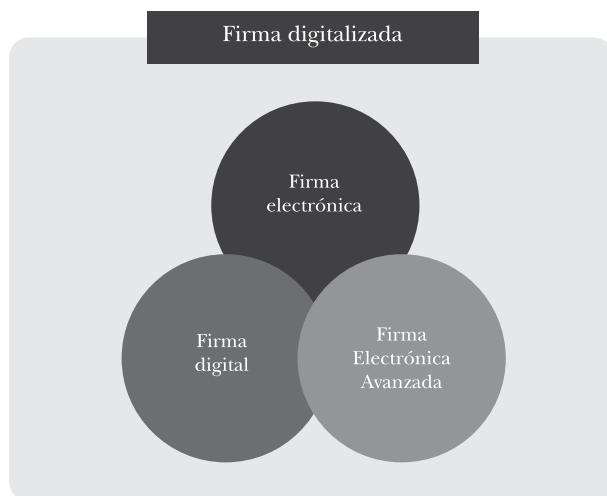 Firma digitalizada
Firma
electrónica
Firma
digital
Firma
Electrónica
Avanzada